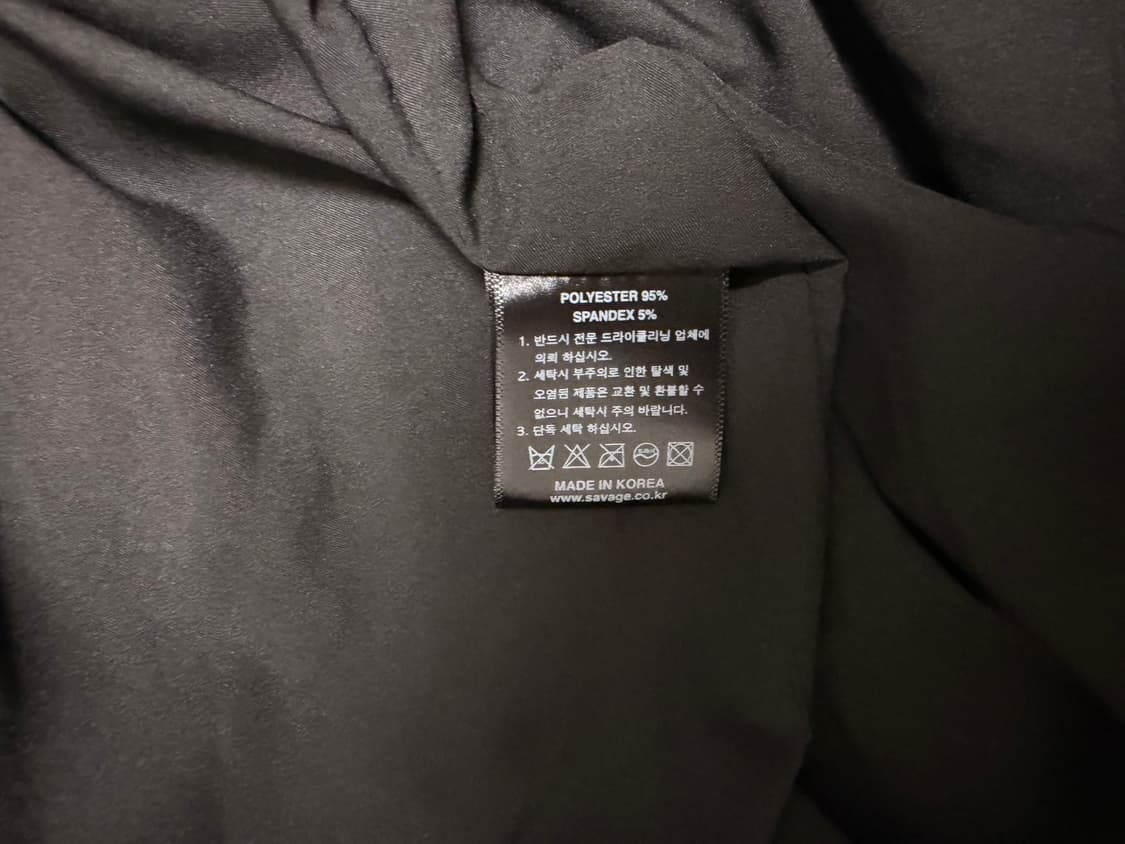 POLYESTER 95%
SPANDEX 5%
1. 반드시 전문 드라이클리닝 업체에
의뢰 하십시오.
2. 세탁시 부주의로 인한 탈색 및
오염된 제품은 교환 및 환불할 수
없으니 세탁시 주의 바랍니다.
3. 단독 세탁 하십시오.
MADE IN KOREA
www.savage.co.kr